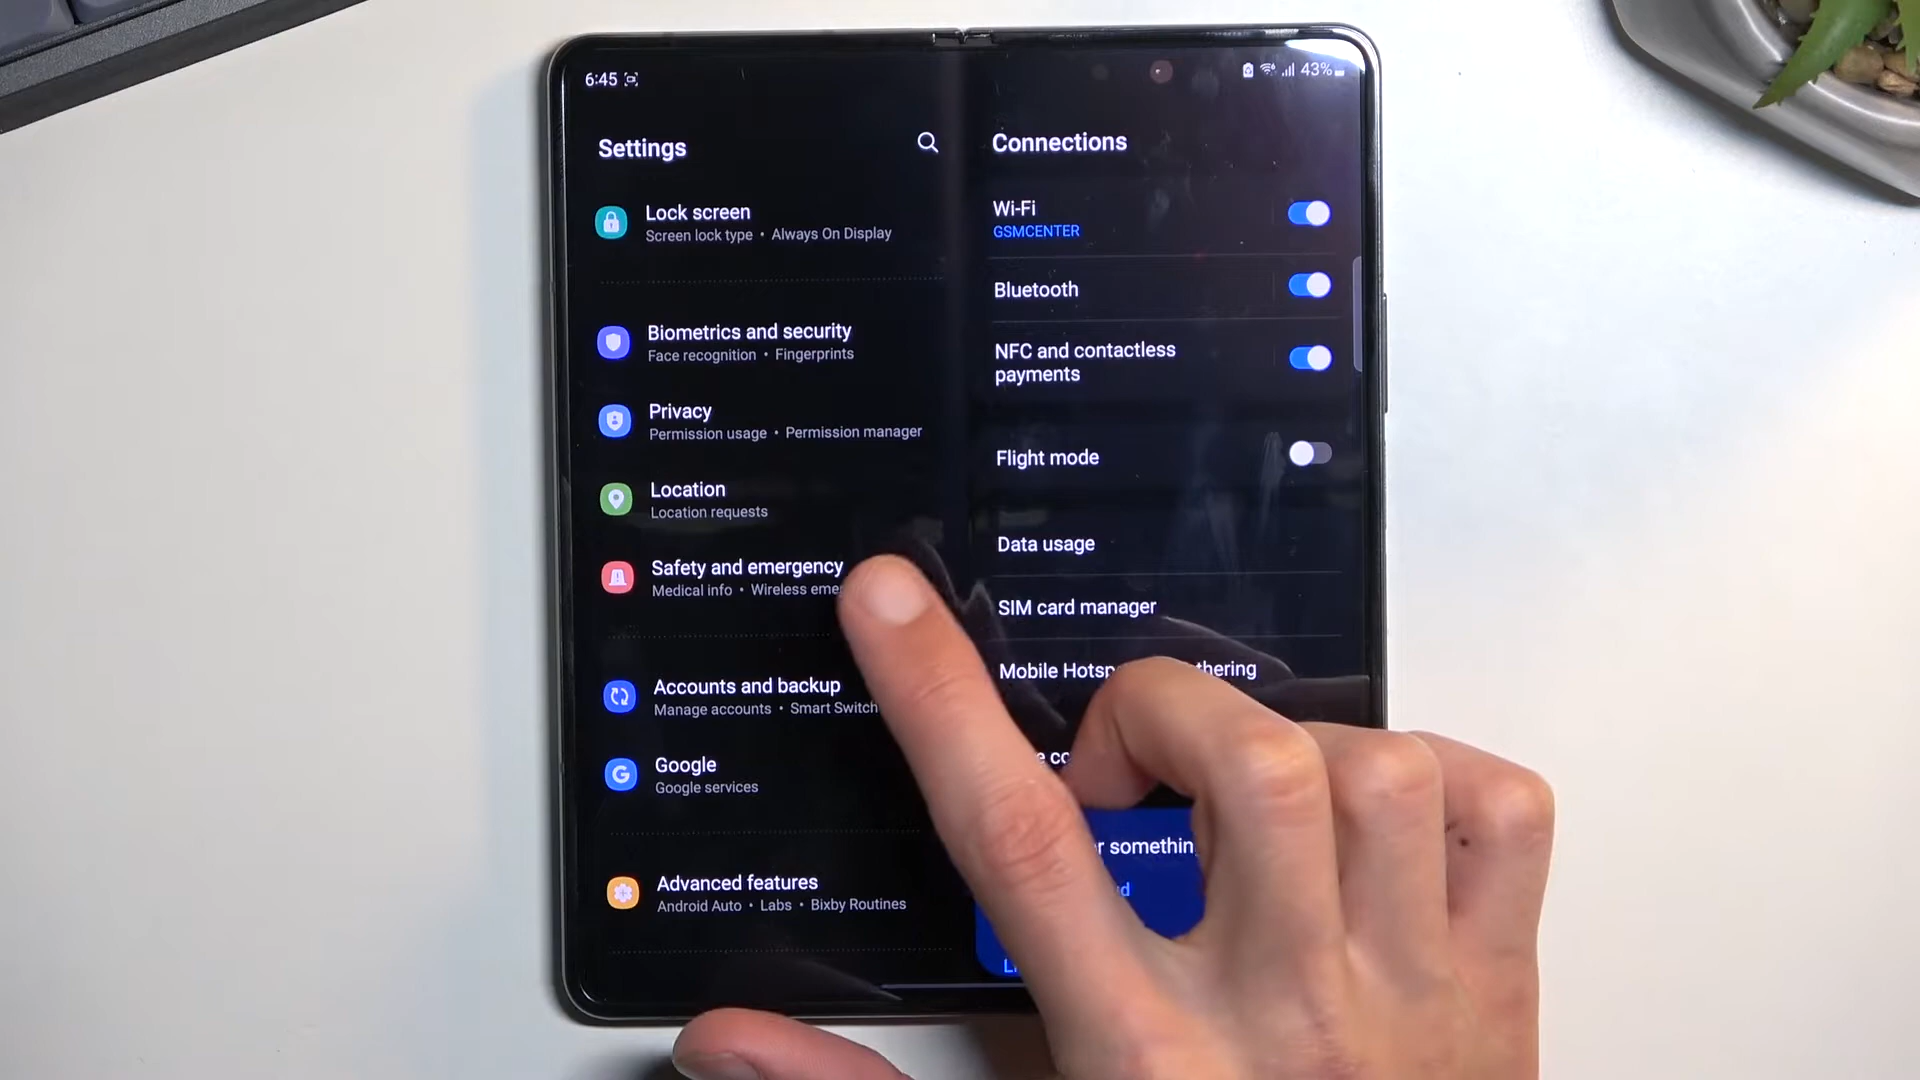 6:45
43%
Settings
Lock screen
Screen lock type • Always On Display
Biometrics and security
Face recognition • Fingerprints
Privacy
Permission usage • Permission manager
Location
Location requests
Safety and emergency
Medical info • Wireless
Accounts and backup
Manage accounts • Smart Switch
Google
Google services
Advanced features
Android Auto • Labs • Bixby Routines
Connections
Wi-Fi
GSMCENTER
Bluetooth
NFC and contactless
payments
Flight mode
Data usage
SIM card manager
Mobile